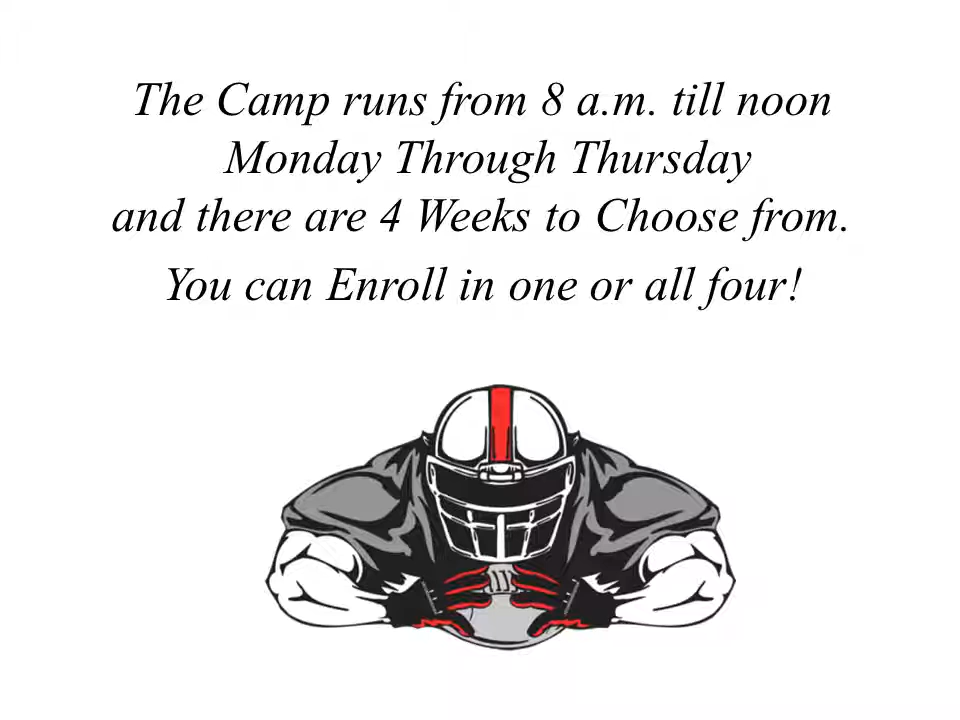 The Camp runs from 8 a.m. till noon
Monday Through Thursday
and there are 4 Weeks to Choose from.
You can Enroll in one or all four!